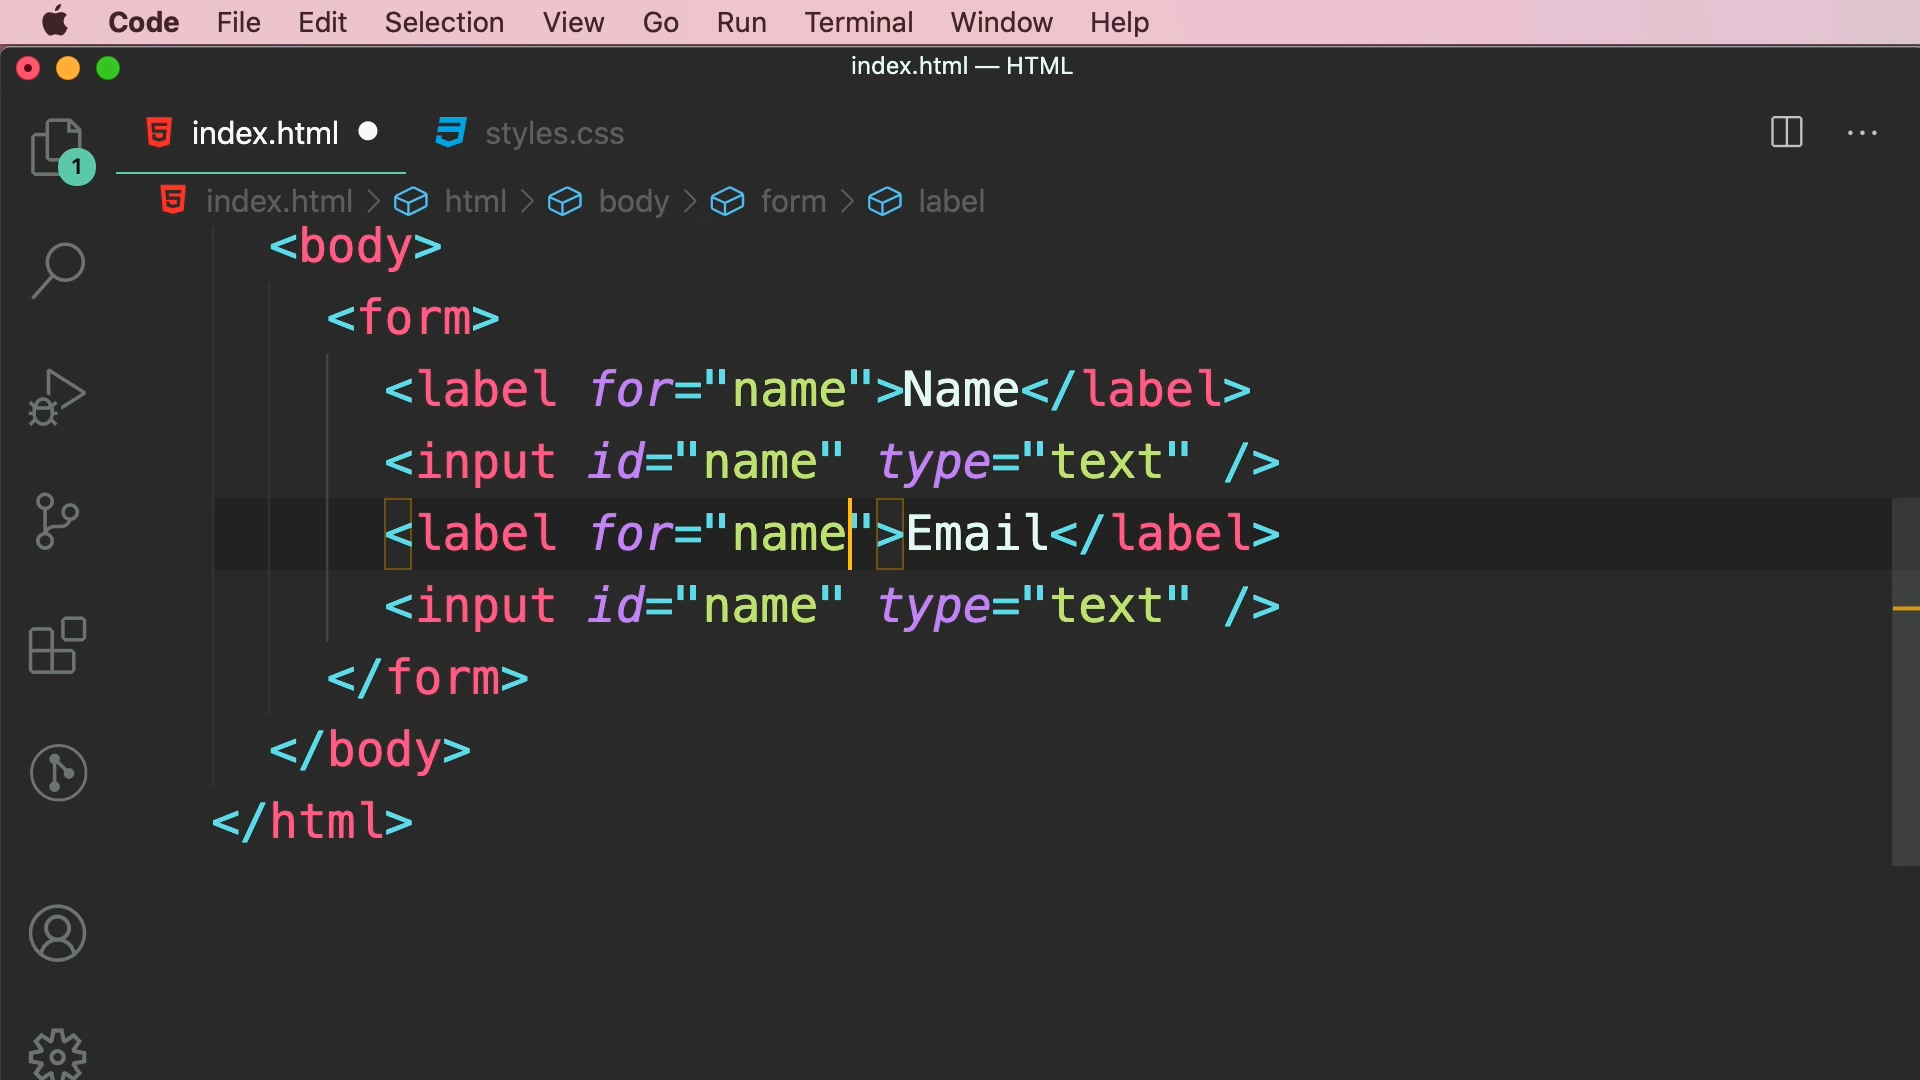 Code File Edit Selection View Go Run Terminal Window Help
index.html — HTML
index.html styles.css
1
index.html > html > body > form > label
<body>
<form>
<label for="name">Name</label>
<input id="name" type="text" />
<label for="name">Email</label>
<input id="name" type="text" />
</form>
</body>
</html>